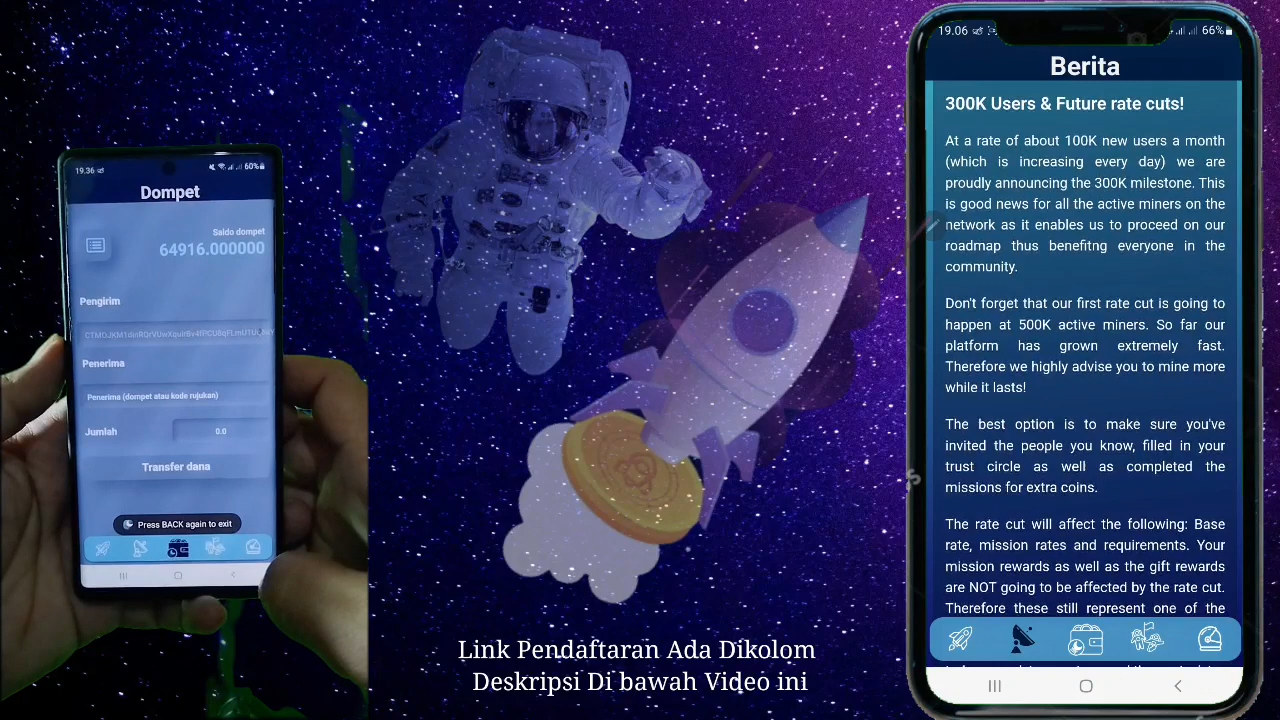 19.36
60%
Dompet
Saldo dompet
64916.000000
Pengirim
Penerima
Penerima (dompet atau kode rujukan)
Jumlah
0.0
Transfer dana
Press BACK again to exit
Link Pendaftaran Ada Dikolom
Deskripsi Di bawah Video ini
19.06
66%
Berita
300K Users & Future rate cuts!
At a rate of about 100K new users a month
(which is increasing every day) we are
proudly announcing the 300K milestone. This
is good news for all the active miners on the
network as it enables us to proceed on our
roadmap thus benefitng everyone in the
community.
Don't forget that our first rate cut is going to
happen at 500K active miners. So far our
platform has grown extremely fast.
Therefore we highly advise you to mine more
while it lasts!
The best option is to make sure you've
invited the people you know, filled in your
trust circle as well as completed the
missions for extra coins.
The rate cut will affect the following: Base
rate, mission rates and requirements. Your
mission rewards as well as the gift rewards
are NOT going to be affected by the rate cut.
Therefore these still represent one of the